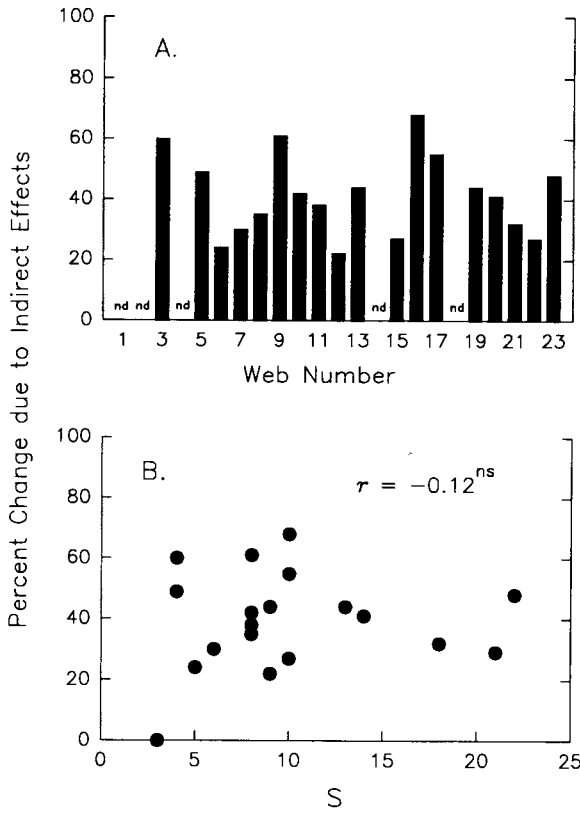 Percent Change due to Indirect Effects
A.
100
80
60
40
20
0
nd nd nd nd nd
1 3 5 7 9 11 13 15 17 19 21 23
Web Number
B.
r = −0.12ns
100
80
60
40
20
0
0 5 10 15 20 25
S